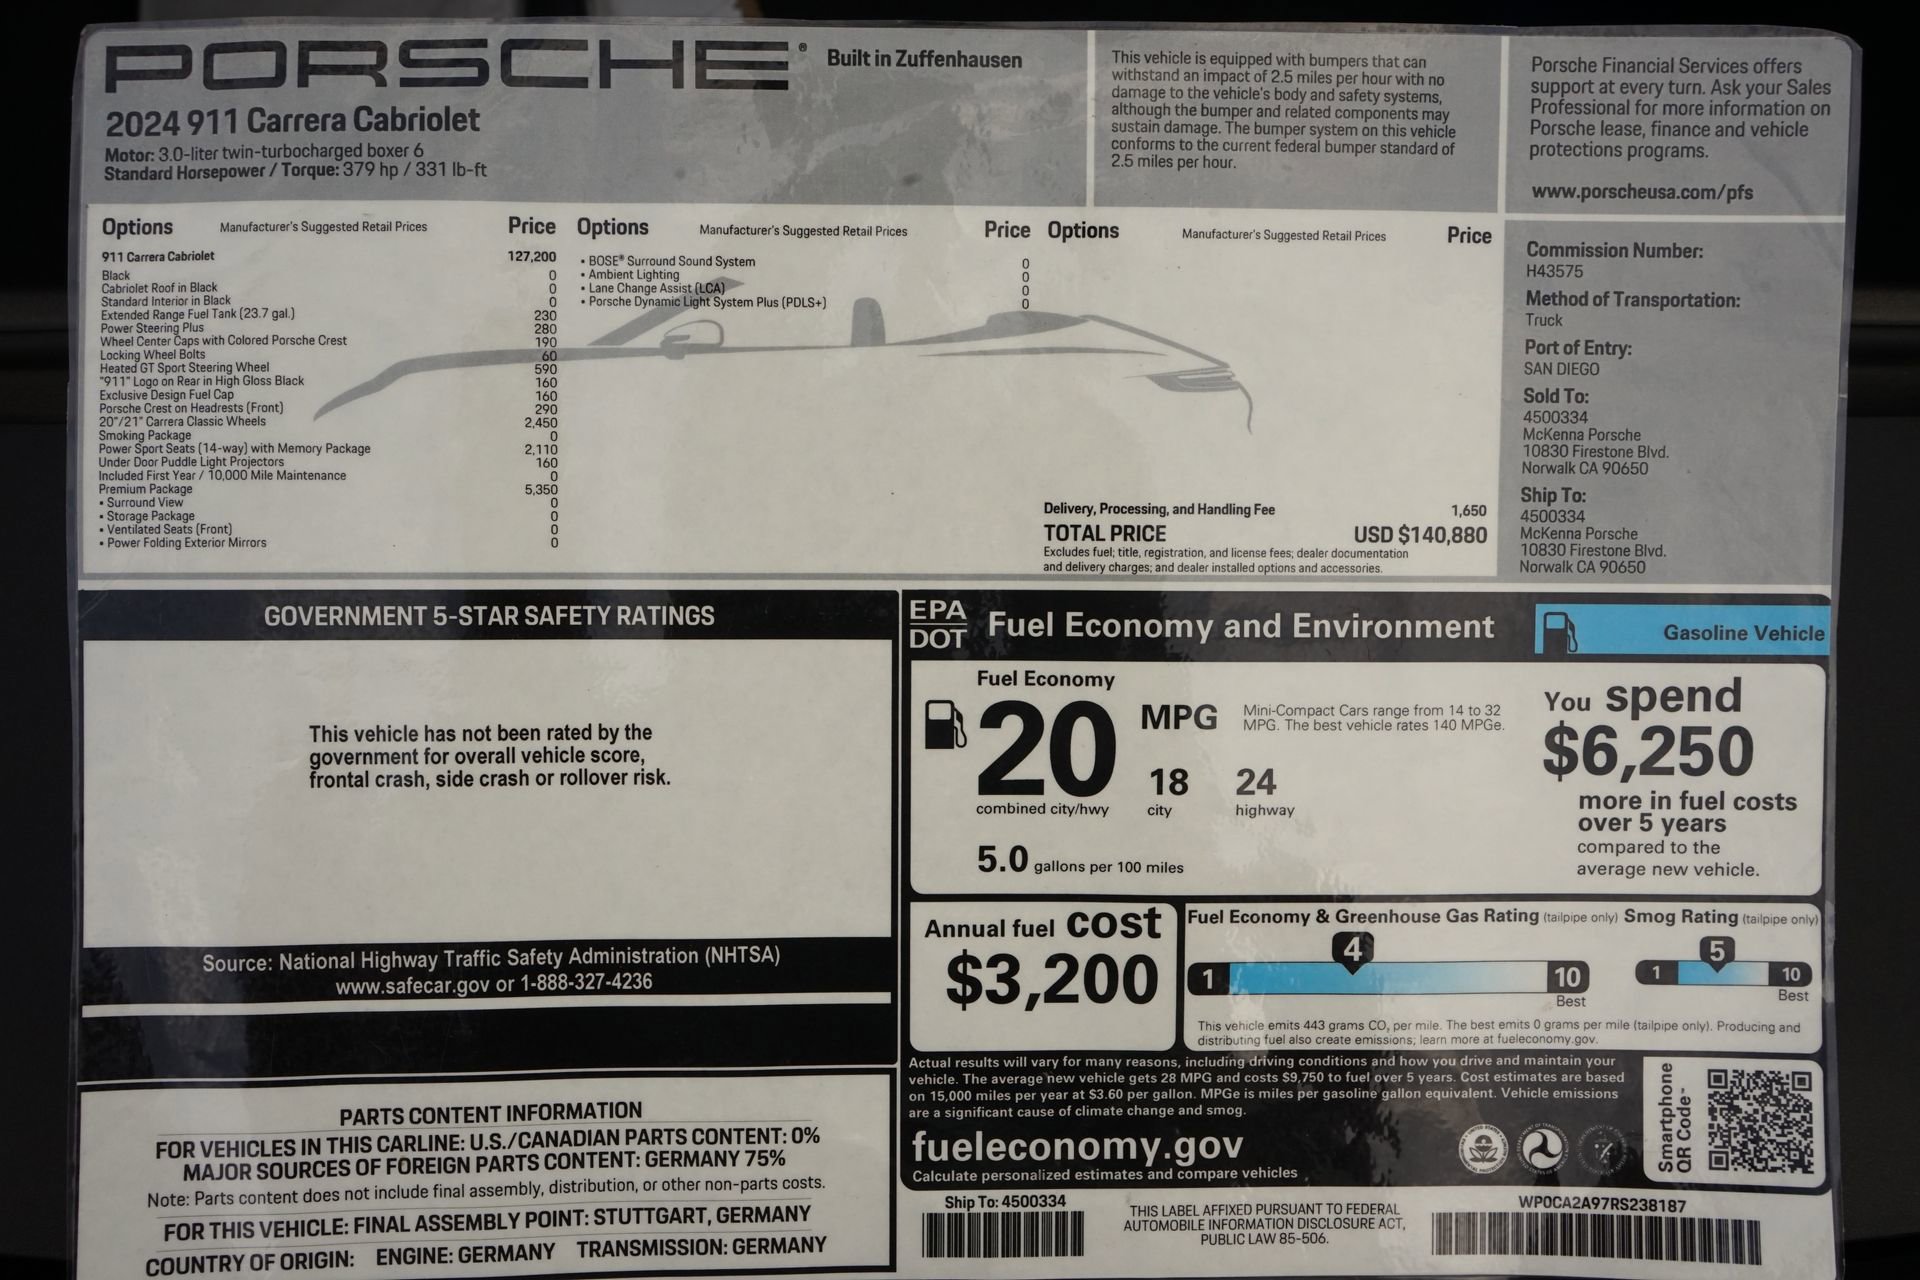 PORSCHE®
Built in Zuffenhausen
2024 911 Carrera Cabriolet
Motor: 3.0-liter twin-turbocharged boxer 6
Standard Horsepower / Torque: 379 hp / 331 lb-ft
This vehicle is equipped with bumpers that can
withstand an impact of 2.5 miles per hour with no
damage to the vehicle's body and safety systems,
although the bumper and related components may
sustain damage. The bumper system on this vehicle
conforms to the current federal bumper standard of
2.5 miles per hour.
Porsche Financial Services offers
support at every turn. Ask your Sales
Professional for more information on
Porsche lease, finance and vehicle
protections programs.
www.porscheusa.com/pfs
Options Manufacturer's Suggested Retail Prices Price
911 Carrera Cabriolet 127,200
Black 0
Cabriolet Roof in Black 0
Standard Interior in Black 0
Extended Range Fuel Tank (23.7 gal.) 230
Power Steering Plus 280
Wheel Center Caps with Colored Porsche Crest 190
Locking Wheel Bolts 60
Heated GT Sport Steering Wheel 590
"911" Logo on Rear in High Gloss Black 160
Exclusive Design Fuel Cap 160
Porsche Crest on Headrests (Front) 290
20"/21" Carrera Classic Wheels 2,450
Smoking Package 0
Power Sport Seats (14-way) with Memory Package 2,110
Under Door Puddle Light Projectors 160
Included First Year / 10,000 Mile Maintenance 0
Premium Package 5,350
• Surround View 0
• Storage Package 0
• Ventilated Seats (Front) 0
• Power Folding Exterior Mirrors 0
Options Manufacturer's Suggested Retail Prices Price
• BOSE® Surround Sound System 0
• Ambient Lighting 0
• Lane Change Assist (LCA) 0
• Porsche Dynamic Light System Plus (PDLS+) 0
Options Manufacturer's Suggested Retail Prices Price
Delivery, Processing, and Handling Fee 1,650
TOTAL PRICE USD $140,880
Excludes fuel; title, registration, and license fees; dealer documentation
and delivery charges; and dealer installed options and accessories.
Commission Number:
H43575
Method of Transportation:
Truck
Port of Entry:
SAN DIEGO
Sold To:
4500334
McKenna Porsche
10830 Firestone Blvd.
Norwalk CA 90650
Ship To:
4500334
McKenna Porsche
10830 Firestone Blvd.
Norwalk CA 90650
GOVERNMENT 5-STAR SAFETY RATINGS
This vehicle has not been rated by the
government for overall vehicle score,
frontal crash, side crash or rollover risk.
Source: National Highway Traffic Safety Administration (NHTSA)
www.safecar.gov or 1-888-327-4236
PARTS CONTENT INFORMATION
FOR VEHICLES IN THIS CARLINE: U.S./CANADIAN PARTS CONTENT: 0%
MAJOR SOURCES OF FOREIGN PARTS CONTENT: GERMANY 75%
Note: Parts content does not include final assembly, distribution, or other non-parts costs.
FOR THIS VEHICLE: FINAL ASSEMBLY POINT: STUTTGART, GERMANY
COUNTRY OF ORIGIN: ENGINE: GERMANY TRANSMISSION: GERMANY
EPA
DOT
Fuel Economy and Environment
Gasoline Vehicle
Fuel Economy
20 MPG
combined city/hwy
18
city
24
highway
5.0 gallons per 100 miles
Mini-Compact Cars range from 14 to 32
MPG. The best vehicle rates 140 MPGe.
You spend
$6,250
more in fuel costs
over 5 years
compared to the
average new vehicle.
Annual fuel cost
$3,200
Fuel Economy & Greenhouse Gas Rating (tailpipe only)
4
1 10
Best
Smog Rating (tailpipe only)
5
1 10
Best
This vehicle emits 443 grams CO₂ per mile. The best emits 0 grams per mile (tailpipe only). Producing and
distributing fuel also create emissions; learn more at fueleconomy.gov.
Actual results will vary for many reasons, including driving conditions and how you drive and maintain your
vehicle. The average new vehicle gets 28 MPG and costs $9,750 to fuel over 5 years. Cost estimates are based
on 15,000 miles per year at $3.60 per gallon. MPGe is miles per gasoline gallon equivalent. Vehicle emissions
are a significant cause of climate change and smog.
fueleconomy.gov
Calculate personalized estimates and compare vehicles
Smartphone
QR Code™
Ship To: 4500334
THIS LABEL AFFIXED PURSUANT TO FEDERAL
AUTOMOBILE INFORMATION DISCLOSURE ACT,
PUBLIC LAW 85-506.
WP0CA2A97RS238187